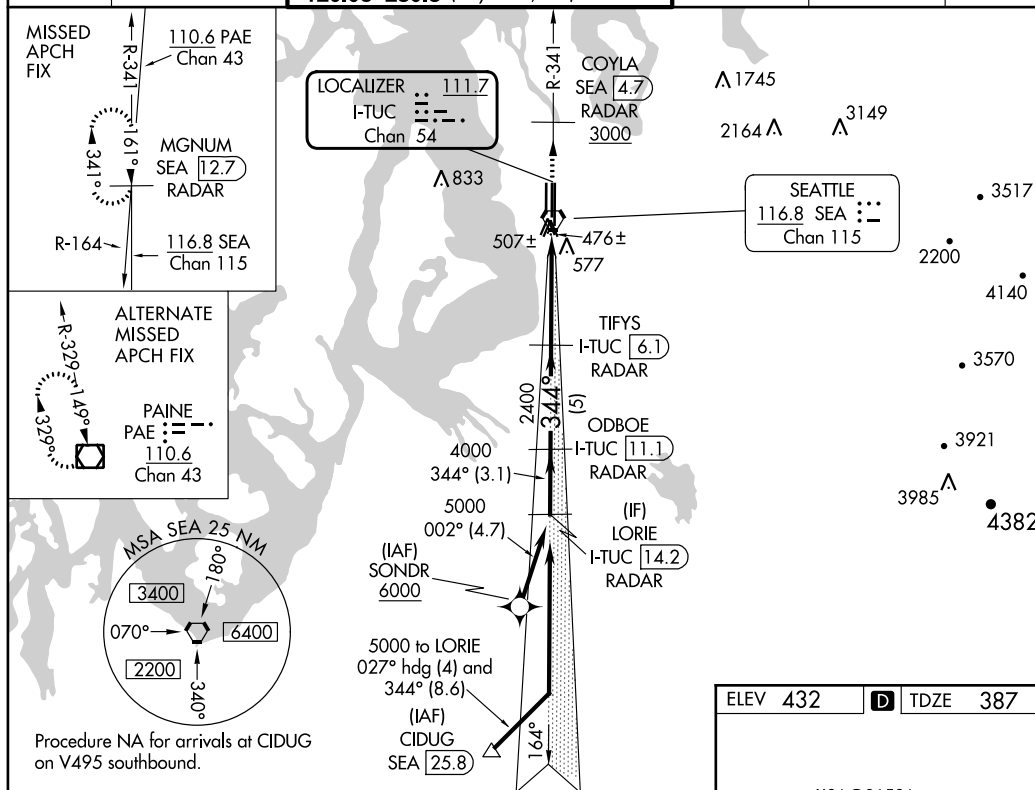 MISSED
APCH
FIX
110.6 PAE
Chan 43
R-341
161°
341°
MGNUM
SEA 12.7
RADAR
R-164
116.8 SEA
Chan 115
ALTERNATE
MISSED
APCH FIX
R-329
149°
329°
PAINE
PAE
110.6
Chan 43
MSA SEA 25 NM
180°
3400
070°
6400
2200
340°
Procedure NA for arrivals at CIDUG
on V495 southbound.
LOCALIZER 111.7
I-TUC
Chan 54
R-341
COYLA
SEA 4.7
RADAR
3000
1745
2164
3149
833
SEATTLE
116.8 SEA
Chan 115
3517
507±
476±
577
2200
4140
TIFYS
I-TUC 6.1
RADAR
3570
2400
344°
(5)
ODBOE
I-TUC 11.1
RADAR
4000
344° (3.1)
3921
3985
4382
5000
002° (4.7)
(IF)
LORIE
I-TUC 14.2
RADAR
(IAF)
SONDR
6000
5000 to LORIE
027° hdg (4) and
344° (8.6)
(IAF)
CIDUG
SEA 25.8
164°
ELEV 432 D TDZE 387